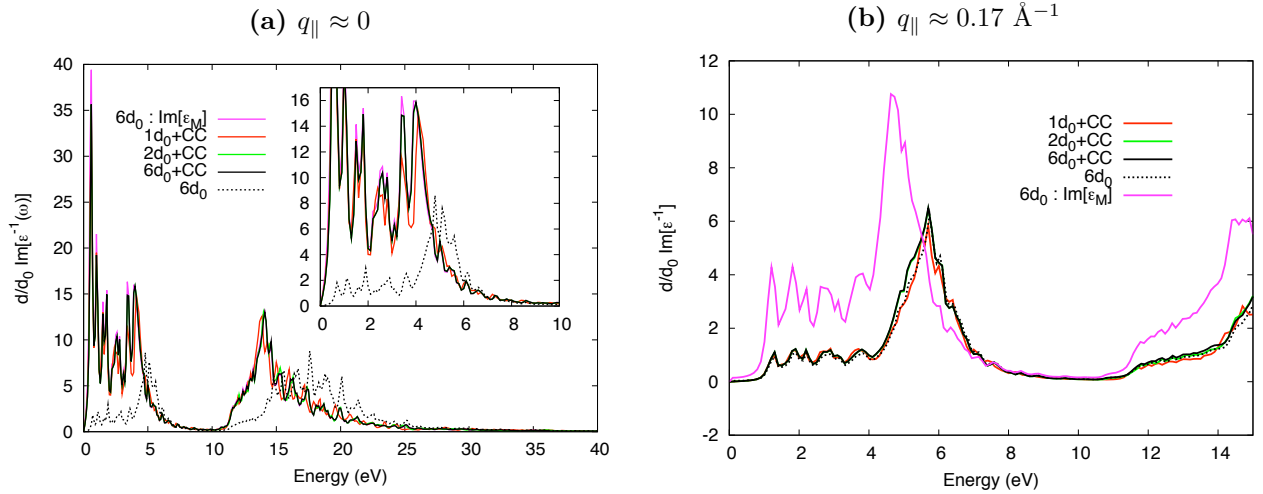 (a) q∥ ≈ 0
40
35
30
25
20
15
10
5
0
d/d₀ Im[ε⁻¹(ω)]
6d₀ : Im[εM]
1d₀+CC
2d₀+CC
6d₀+CC
6d₀
16
14
12
10
8
6
4
2
0
0 2 4 6 8 10
0 5 10 15 20 25 30 35 40
Energy (eV)
(b) q∥ ≈ 0.17 Å⁻¹
12
10
8
6
4
2
0
-2
d/d₀ Im[ε⁻¹]
1d₀+CC
2d₀+CC
6d₀+CC
6d₀
6d₀ : Im[εM]
0 2 4 6 8 10 12 14
Energy (eV)